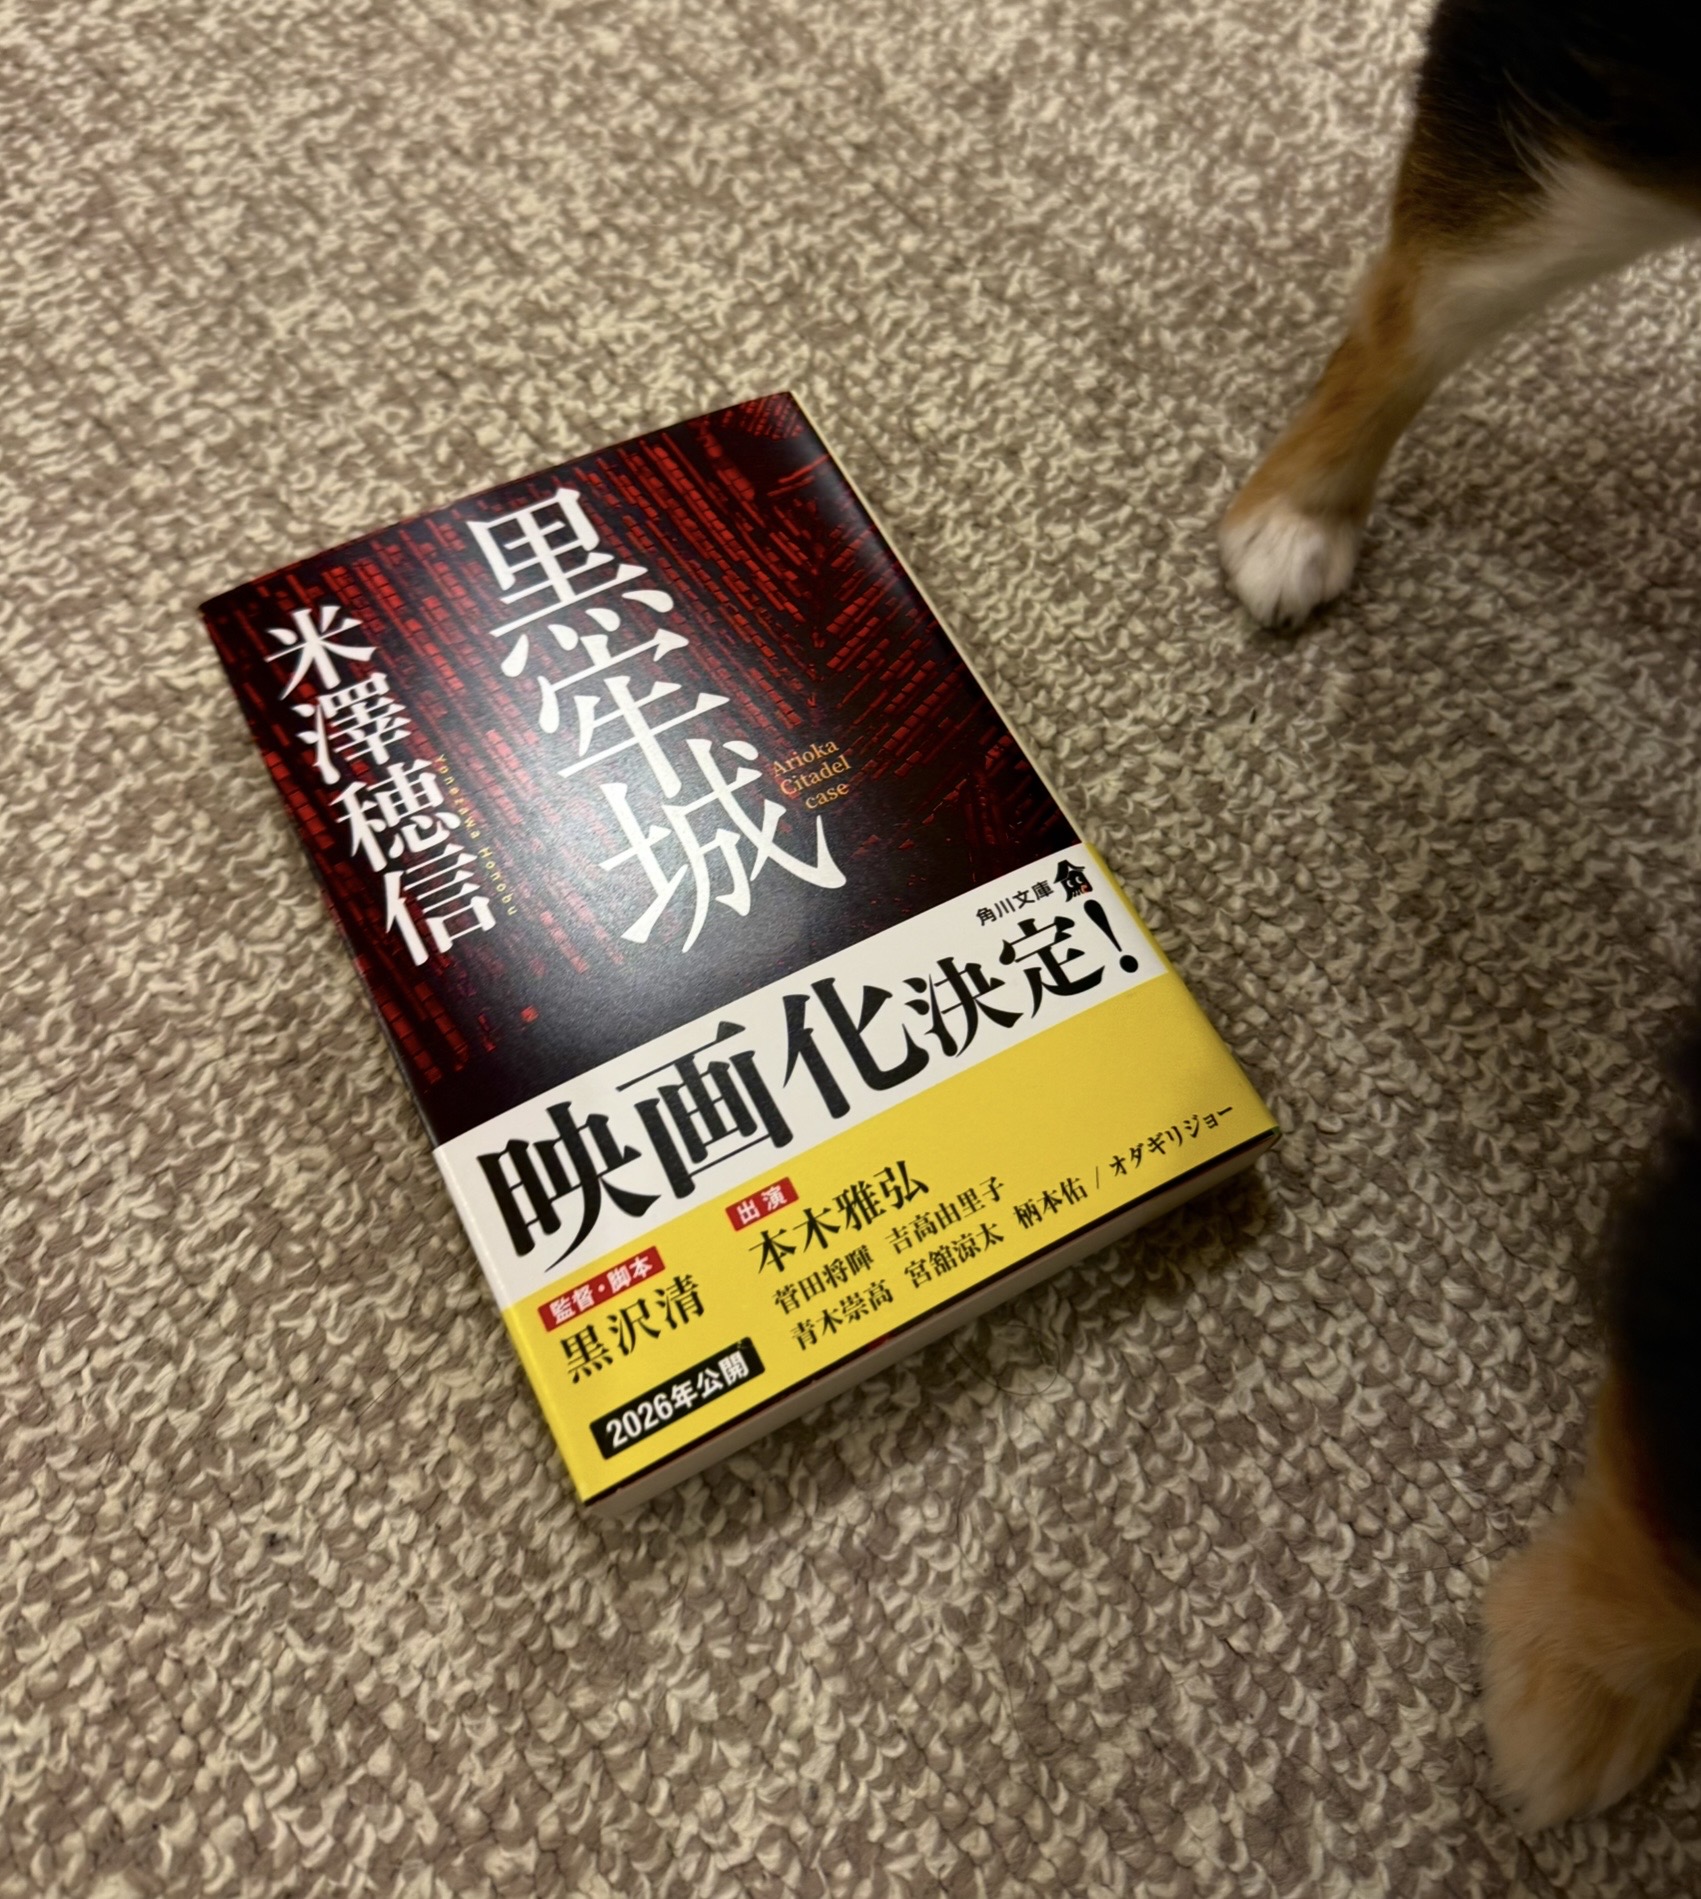 黒牢城
Arioka
Citadel
case
米澤穂信
Yonezawa Honobu
角川文庫
映画化決定!
監督・脚本
黒沢清
2026年公開
出演
本木雅弘
菅田将暉 吉高由里子
青木崇高 宮舘涼太 柄本佑 / オダギリジョー